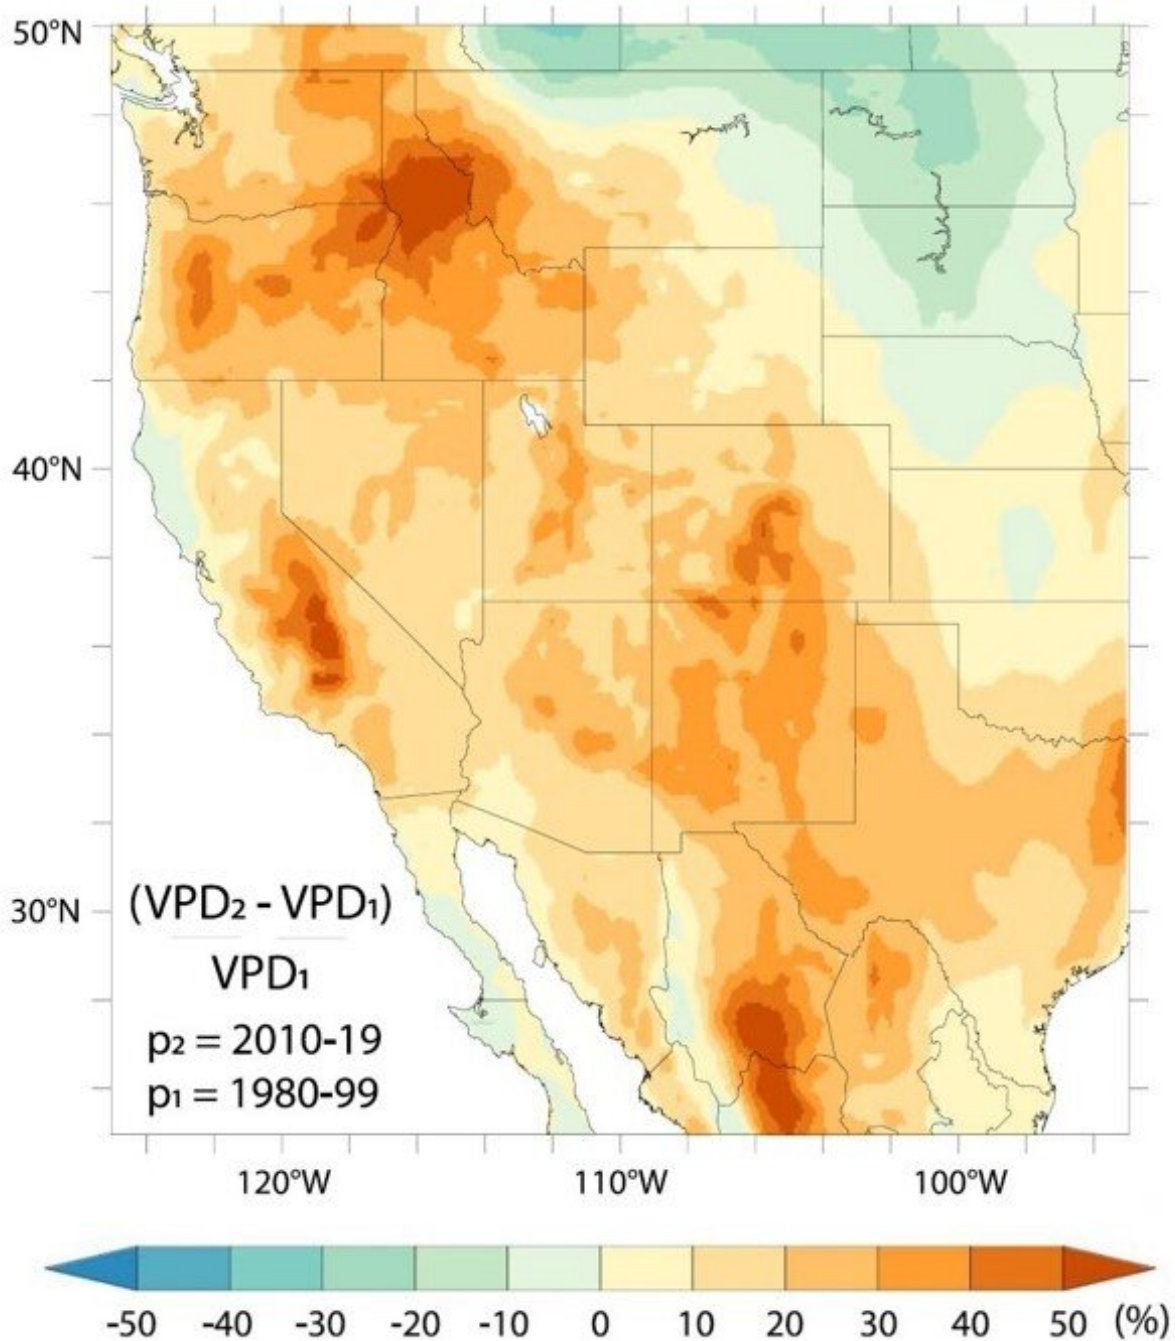 50°N
40°N
30°N
(VPD₂ - VPD₁)
VPD₁
p₂ = 2010-19
p₁ = 1980-99
120°W 110°W 100°W
-50 -40 -30 -20 -10 0 10 20 30 40 50 (%)